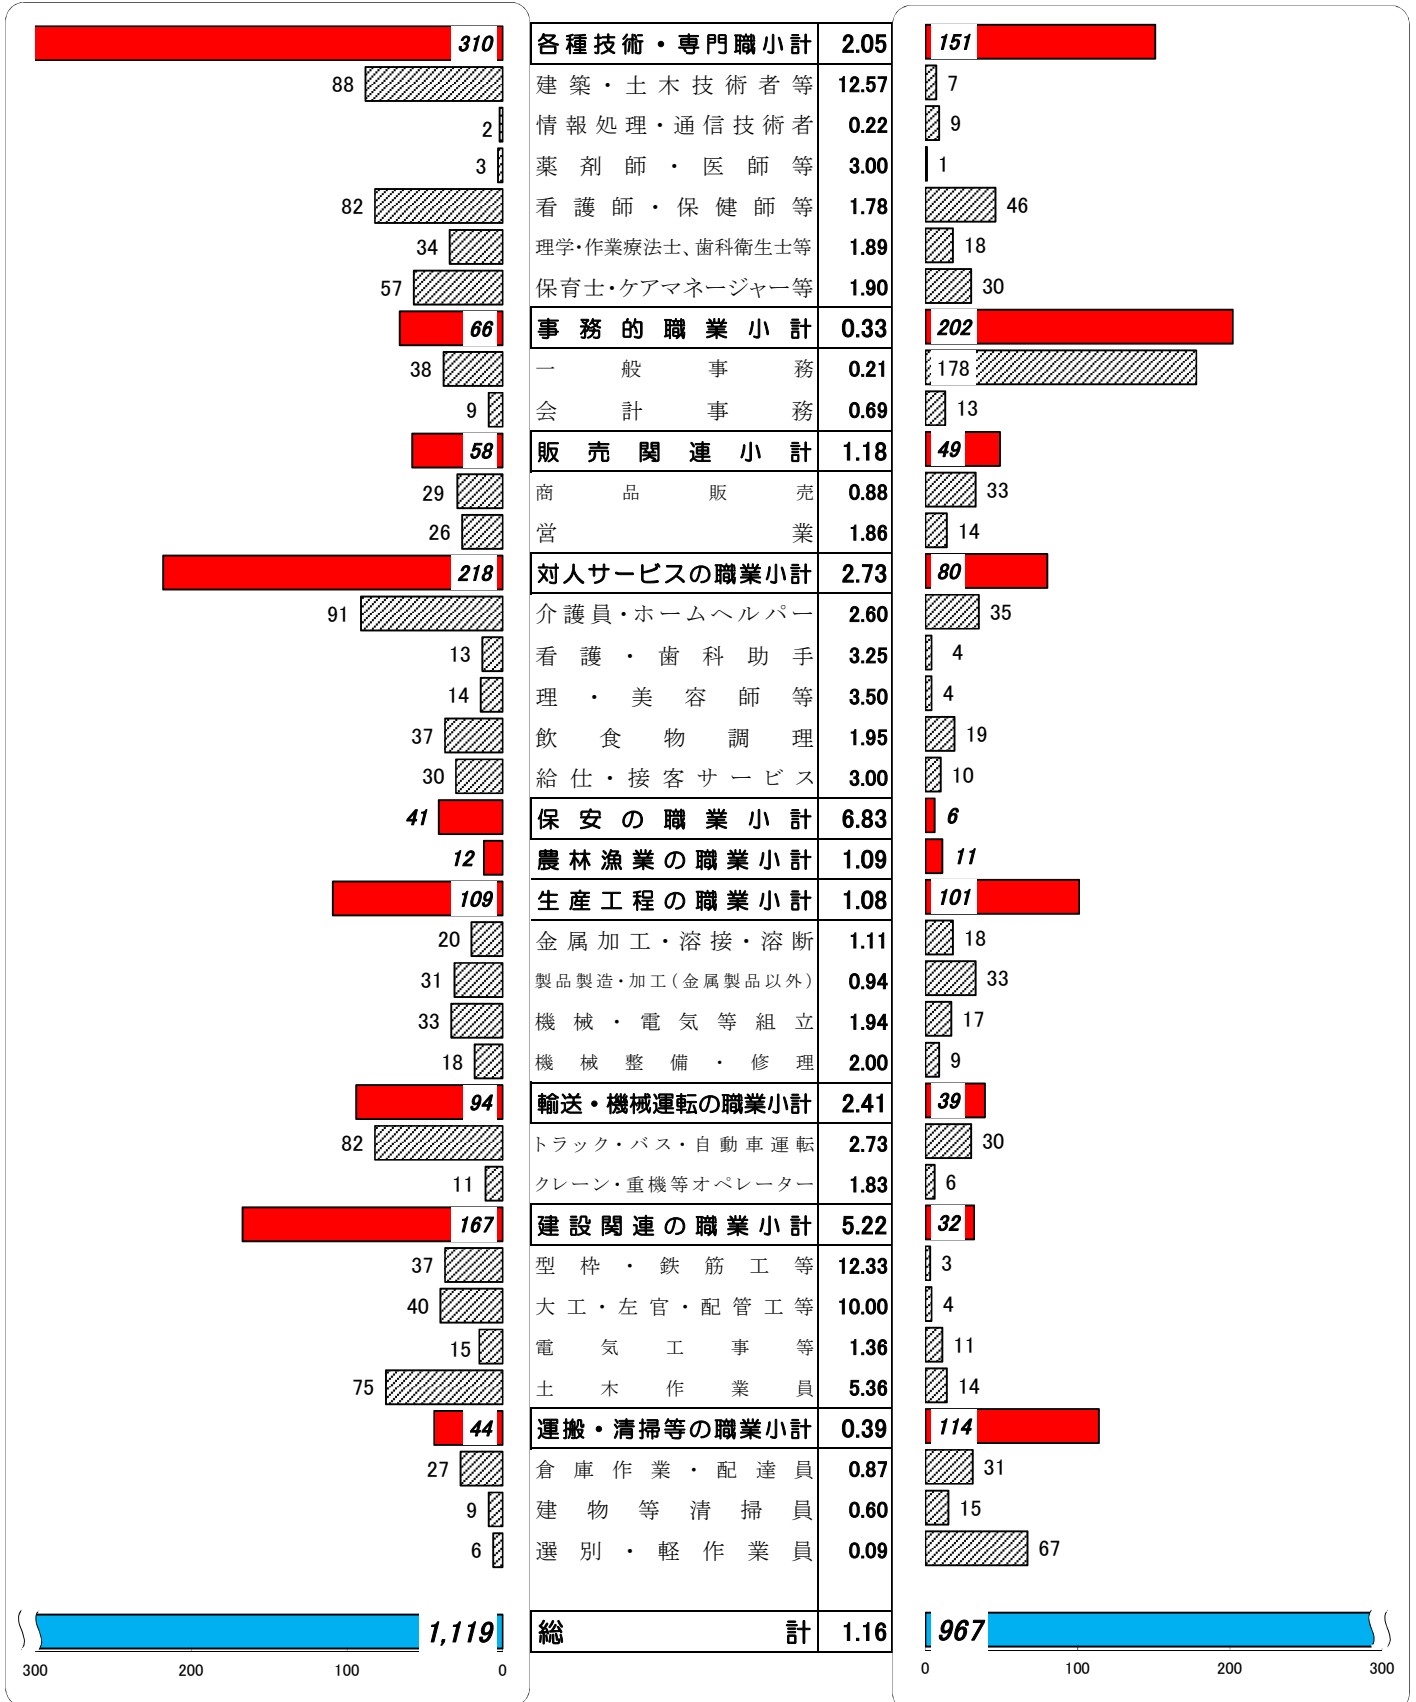 310 各種技術・専門職小計 2.05 151
88 建築・土木技術者等 12.57 7
2 情報処理・通信技術者 0.22 9
3 薬剤師・医師等 3.00 1
82 看護師・保健師等 1.78 46
34 理学・作業療法士、歯科衛生士等 1.89 18
57 保育士・ケアマネージャー等 1.90 30
66 事務的職業小計 0.33 202
38 一般事務 0.21 178
9 会計事務 0.69 13
58 販売関連小計 1.18 49
29 商品販売 0.88 33
26 営業 1.86 14
218 対人サービスの職業小計 2.73 80
91 介護員・ホームヘルパー 2.60 35
13 看護・歯科助手 3.25 4
14 理・美容師等 3.50 4
37 飲食物調理 1.95 19
30 給仕・接客サービス 3.00 10
41 保安の職業小計 6.83 6
12 農林漁業の職業小計 1.09 11
109 生産工程の職業小計 1.08 101
20 金属加工・溶接・溶断 1.11 18
31 製品製造・加工(金属製品以外) 0.94 33
33 機械・電気等組立 1.94 17
18 機械整備・修理 2.00 9
94 輸送・機械運転の職業小計 2.41 39
82 トラック・バス・自動車運転 2.73 30
11 クレーン・重機等オペレーター 1.83 6
167 建設関連の職業小計 5.22 32
37 型枠・鉄筋工等 12.33 3
40 大工・左官・配管工等 10.00 4
15 電気工事等 1.36 11
75 土木作業員 5.36 14
44 運搬・清掃等の職業小計 0.39 114
27 倉庫作業・配達員 0.87 31
9 建物等清掃員 0.60 15
6 選別・軽作業員 0.09 67
1,119 総計 1.16 967
300 200 100 0 0 100 200 300